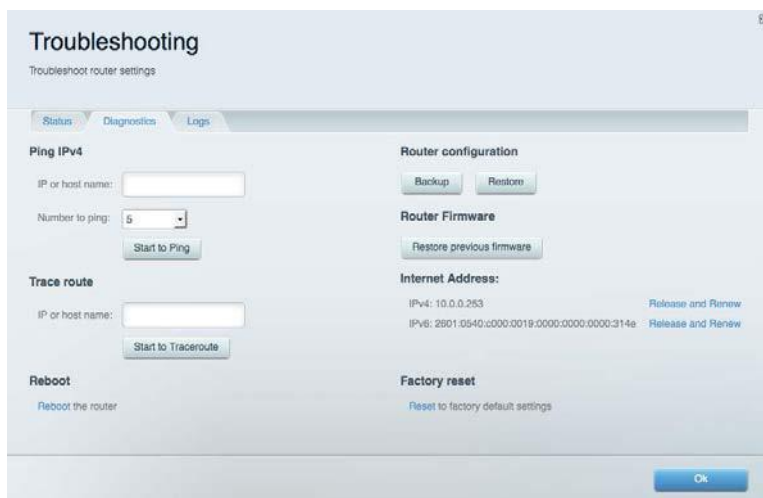 Troubleshooting
Troubleshoot router settings
Status
Diagnostics
Logs
Ping IPv4
IP or host name:
Number to ping: 5
Start to Ping
Trace route
IP or host name:
Start to Traceroute
Reboot
Reboot the router
Router configuration
Backup
Restore
Router Firmware
Restore previous firmware
Internet Address:
IPv4: 10.0.0.253 Release and Renew
IPv6: 2601:0540:c000:0019:0000:0000:0000:314e Release and Renew
Factory reset
Reset to factory default settings
Ok